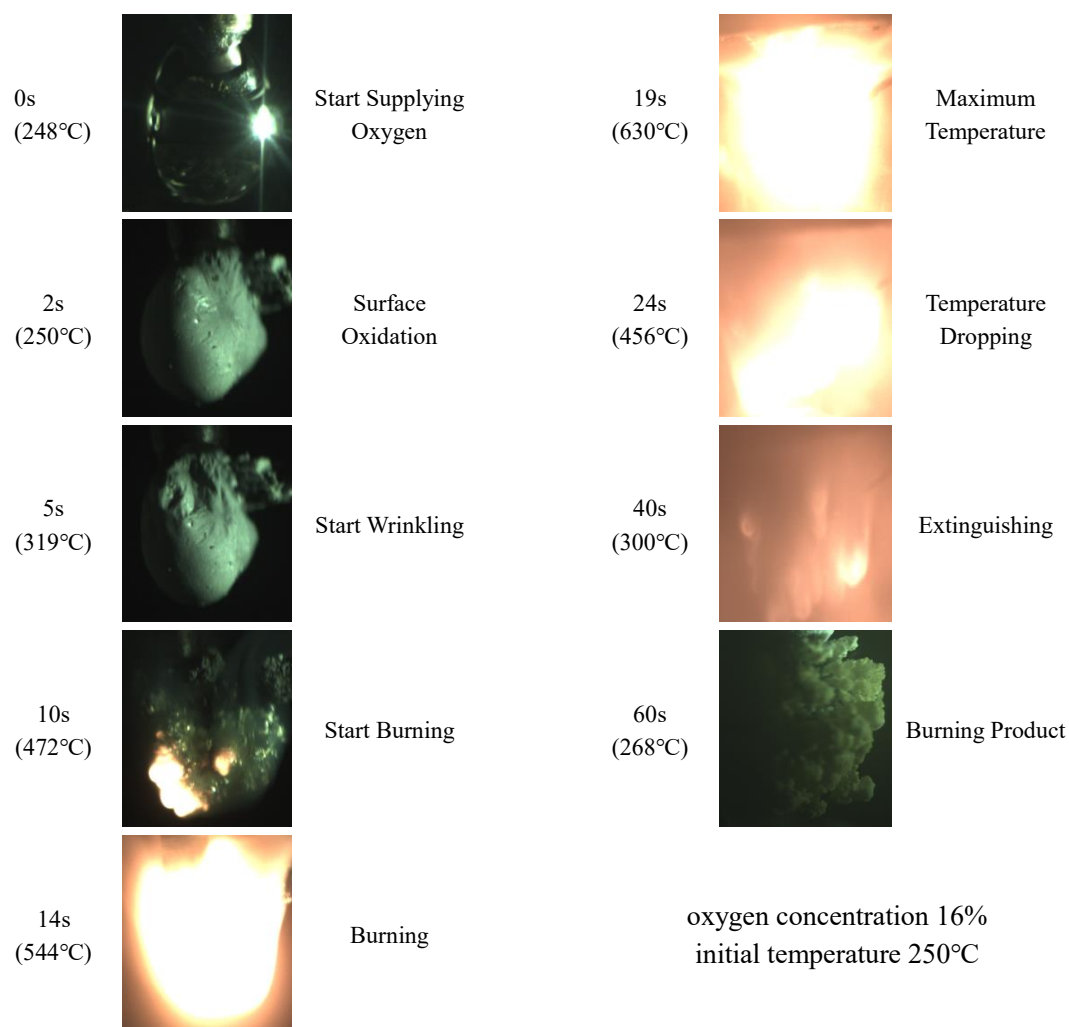 0s
(248℃)
Start Supplying
Oxygen
2s
(250℃)
Surface
Oxidation
5s
(319℃)
Start Wrinkling
10s
(472℃)
Start Burning
14s
(544℃)
Burning
19s
(630℃)
Maximum
Temperature
24s
(456℃)
Temperature
Dropping
40s
(300℃)
Extinguishing
60s
(268℃)
Burning Product
oxygen concentration 16%
initial temperature 250℃